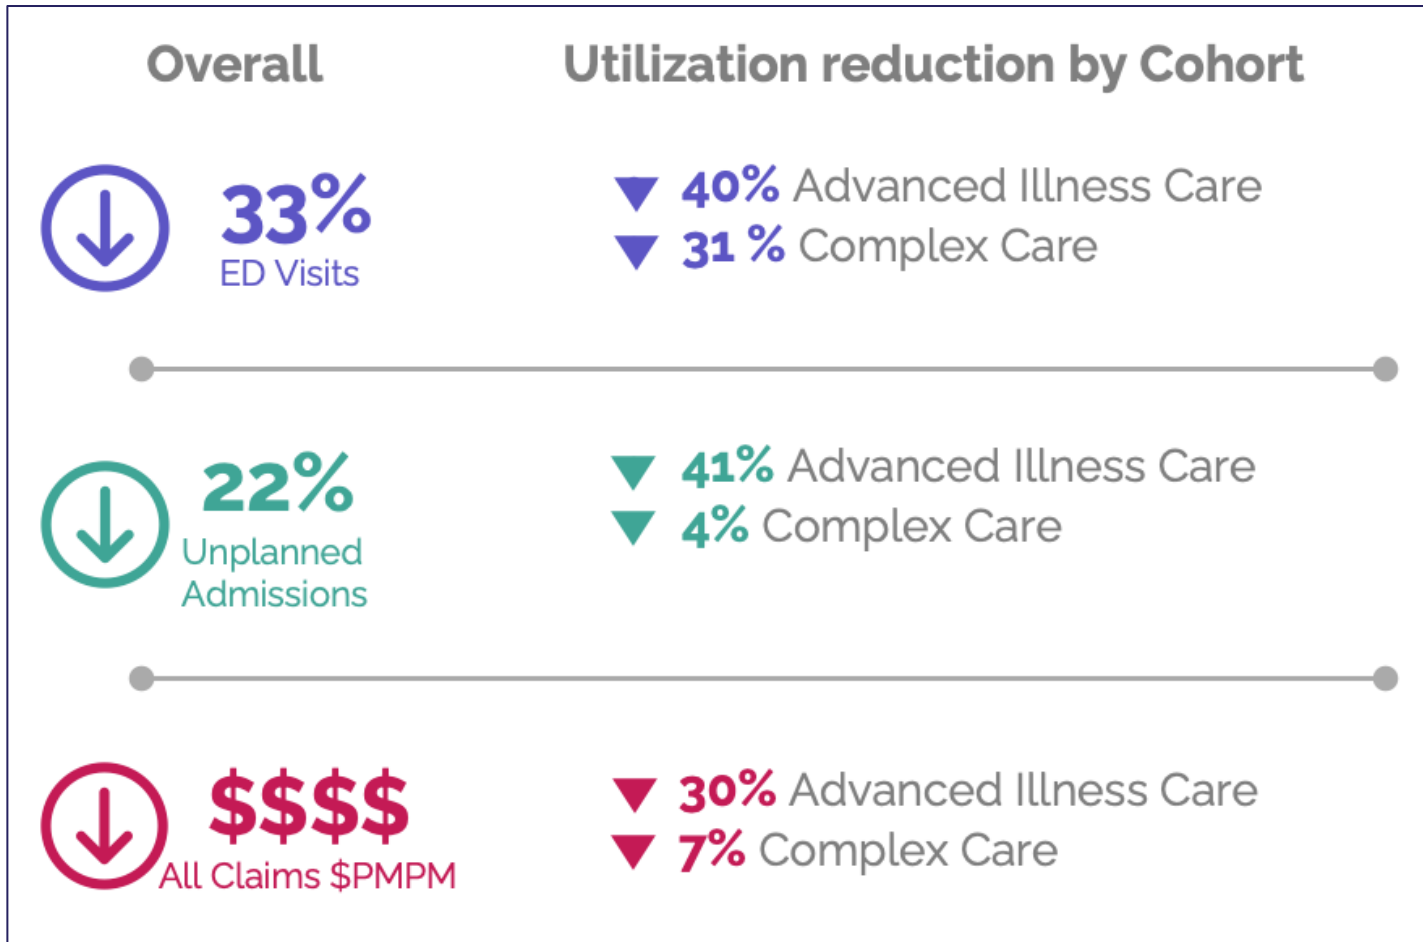 Overall
Utilization reduction by Cohort
33%
ED Visits
40% Advanced Illness Care
31 % Complex Care
22%
Unplanned
Admissions
41% Advanced Illness Care
4% Complex Care
$$$$
All Claims $PMPM
30% Advanced Illness Care
7% Complex Care